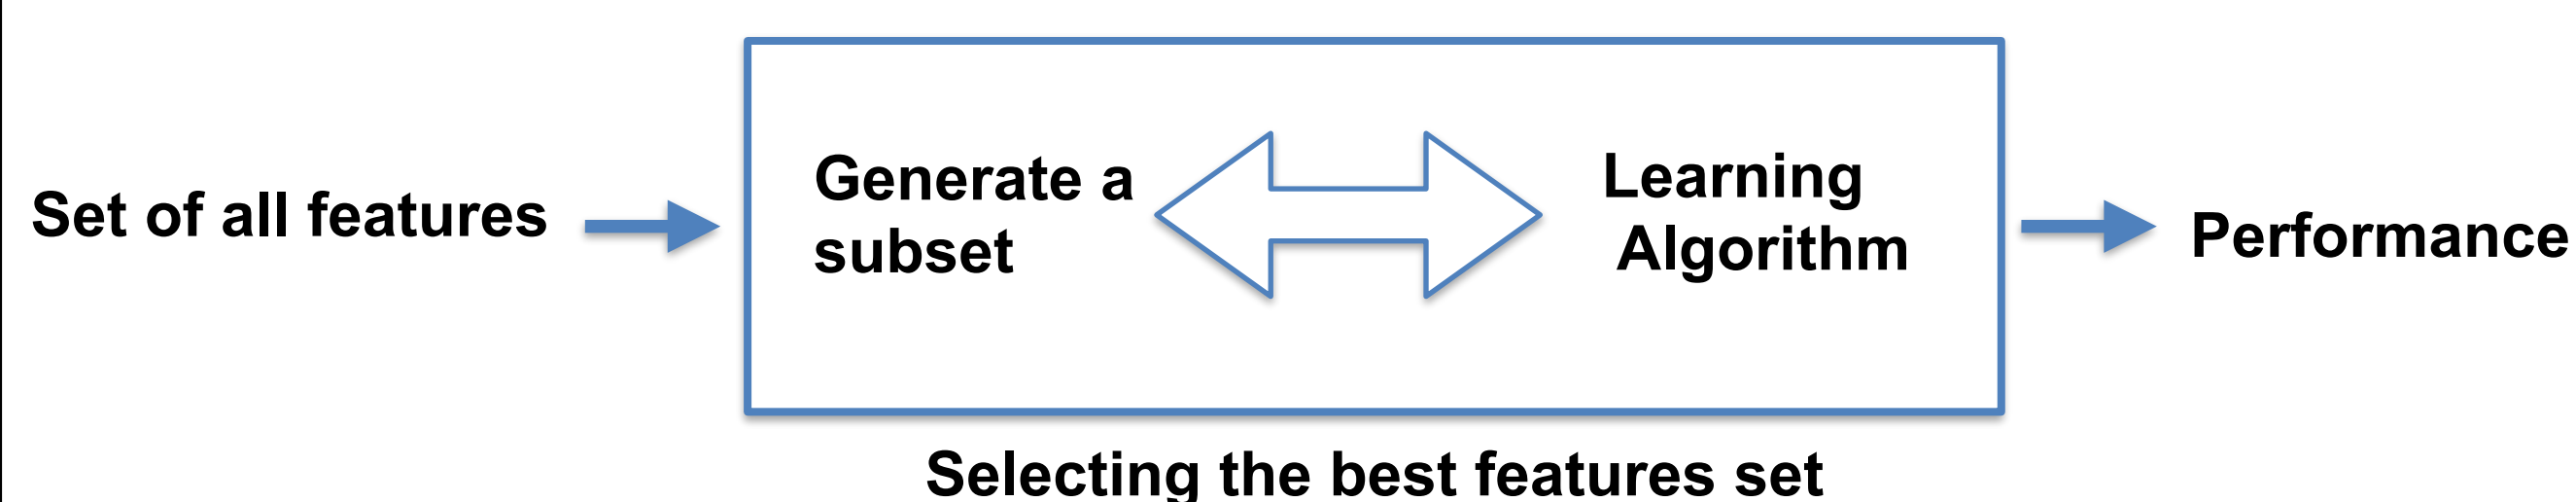 Set of all features
Generate a
subset
Learning
Algorithm
Performance
Selecting the best features set